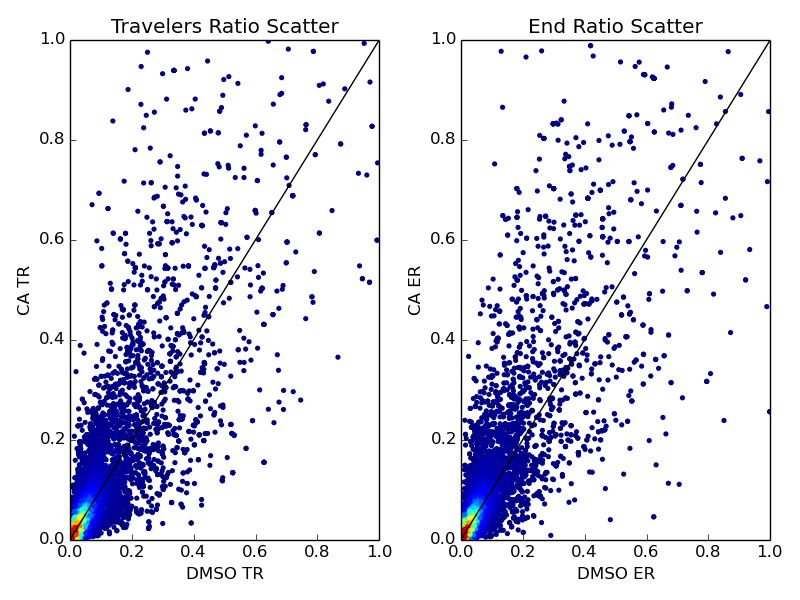 Travelers Ratio Scatter
1.0
0.8
0.6
0.4
0.2
0.0
CA TR
0.0 0.2 0.4 0.6 0.8 1.0
DMSO TR
End Ratio Scatter
1.0
0.8
0.6
0.4
0.2
0.0
CA ER
0.0 0.2 0.4 0.6 0.8 1.0
DMSO ER